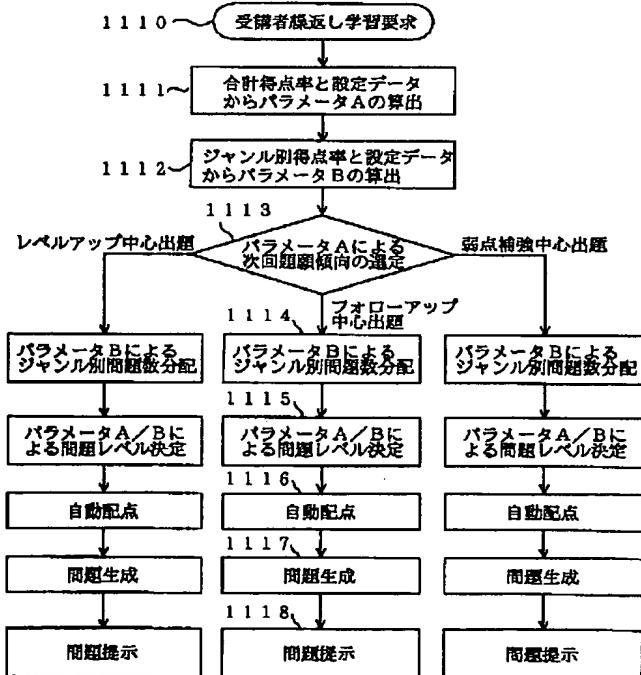 1110
受講者繰返し学習要求
1111
合計得点率と設定データ
からパラメータAの算出
1112
ジャンル別得点率と設定データ
からパラメータBの算出
1113
レベルアップ中心出題
パラメータAによる
次回題願傾向の選定
弱点補強中心出題
フォローアップ
中心出題
1114
パラメータBによる
ジャンル別問題数分配
パラメータBによる
ジャンル別問題数分配
パラメータBによる
ジャンル別問題数分配
1115
パラメータA/Bに
よる問題レベル決定
パラメータA/Bに
よる問題レベル決定
パラメータA/Bに
よる問題レベル決定
1116
自動配点
自動配点
自動配点
1117
問題生成
問題生成
問題生成
1118
問題提示
問題提示
問題提示